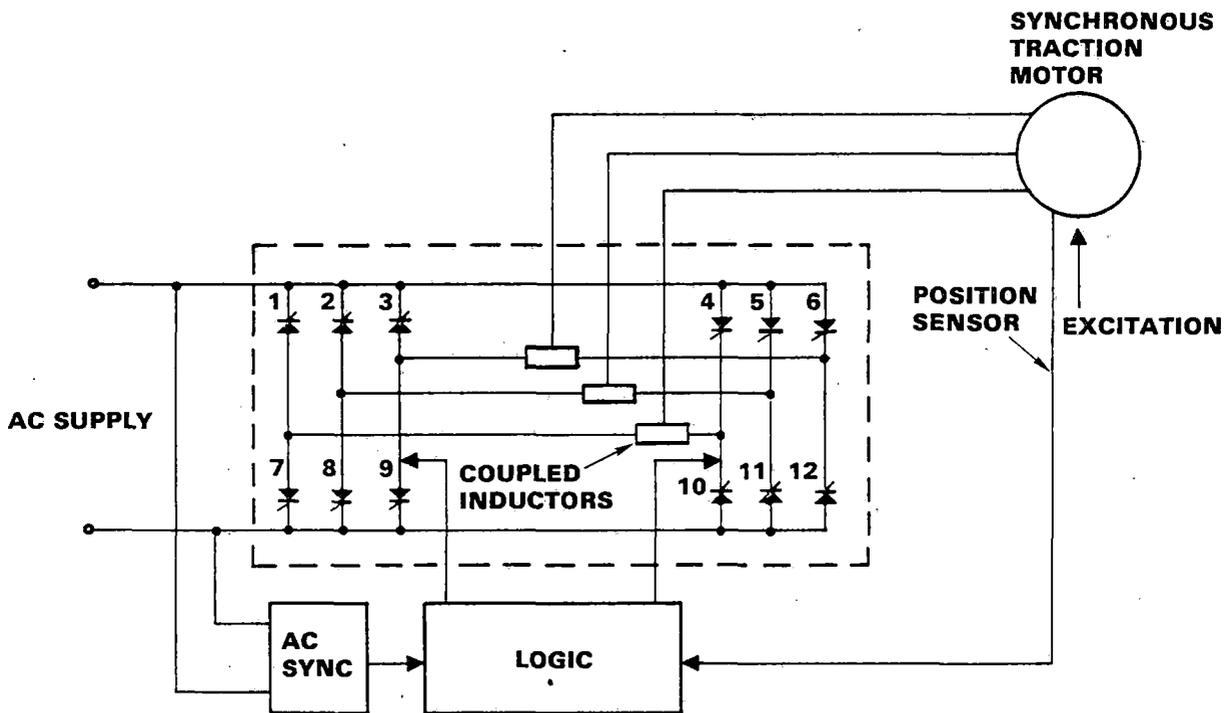 SYNCHRONOUS
TRACTION
MOTOR
1 2 3 4 5 6
POSITION
SENSOR
EXCITATION
AC SUPPLY
7 8 9
COUPLED
INDUCTORS
10 11 12
AC
SYNC
LOGIC